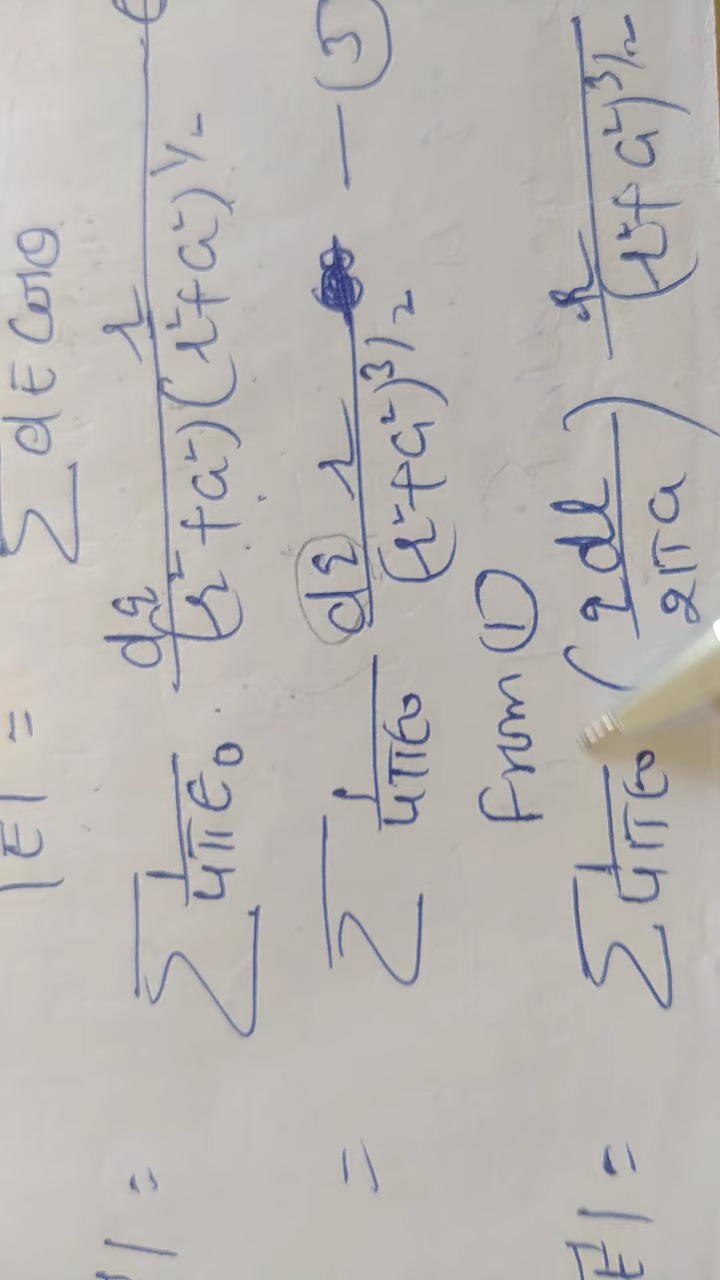 |E| = ∑ dE cosθ
| = ∑ 1/4πϵ₀ · dq/(r² + a²) r/(r² + a²)^1/2
= ∑ 1/4πϵ₀ dq r/(r² + a²)^3/2 — ③
from ①
E| = ∑ 1/4πϵ₀ (q dl/2πa) r/(r² + a²)^3/2